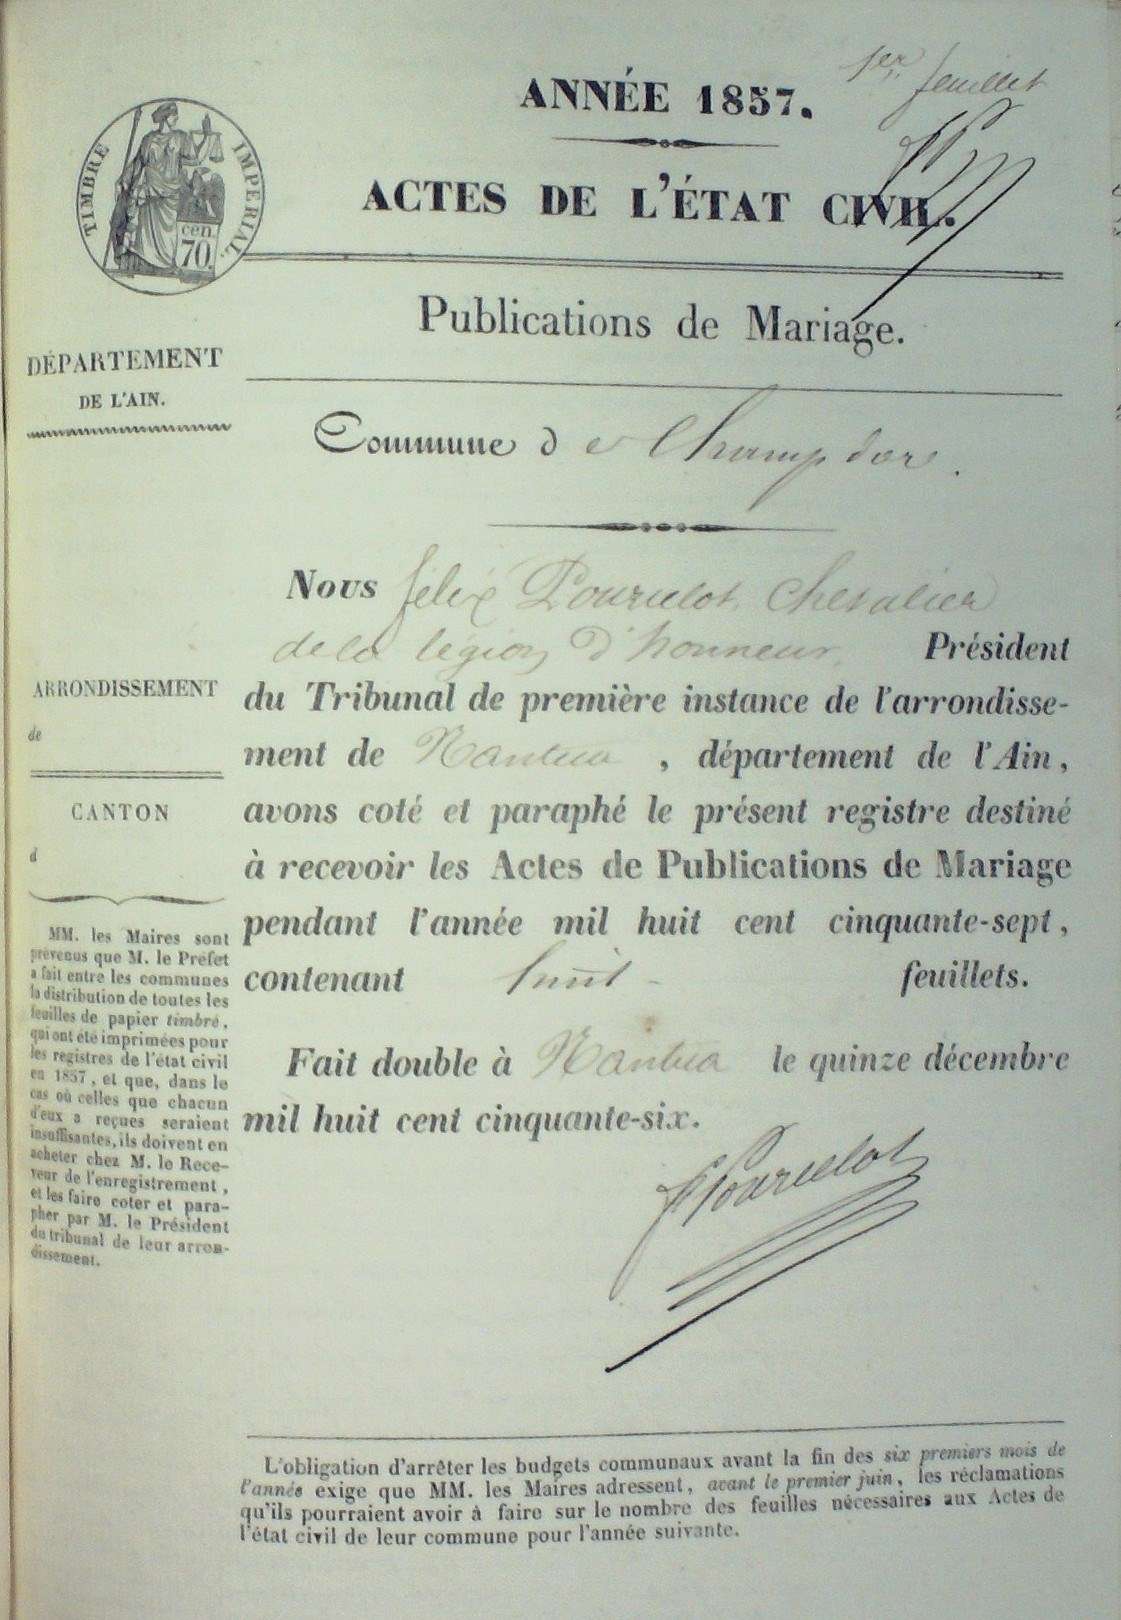 1er feuillet
ANNÉE 1857.
TIMBRE IMPERIAL.
cen.
70
ACTES DE L'ÉTAT CIVIL.
Publications de Mariage.
DÉPARTEMENT
DE L'AIN.
Commune de Champdor.
Nous félix Pourcelot, Chevalier
de la légion d'honneur, Président
du Tribunal de première instance de l'arrondisse-
ment de Nantua, département de l'Ain,
avons coté et paraphé le présent registre destiné
à recevoir les Actes de Publications de Mariage
pendant l'année mil huit cent cinquante-sept,
contenant huit feuillets.
Fait double à Nantua le quinze décembre
mil huit cent cinquante-six.
fPourcelot
ARRONDISSEMENT
de
CANTON
d
MM. les Maires sont
prévenus que M. le Préfet
a fait entre les communes
la distribution de toutes les
feuilles de papier timbré,
qui ont été imprimées pour
les registres de l'état civil
en 1857, et que, dans le
cas où celles que chacun
d'eux a reçues seraient
insuffisantes, ils doivent en
acheter chez M. le Rece-
veur de l'enregistrement,
et les faire coter et para-
pher par M. le Président
du tribunal de leur arron-
dissement.
L'obligation d'arrêter les budgets communaux avant la fin des six premiers mois de
l'année exige que MM. les Maires adressent, avant le premier juin, les réclamations
qu'ils pourraient avoir à faire sur le nombre des feuilles nécessaires aux Actes de
l'état civil de leur commune pour l'année suivante.